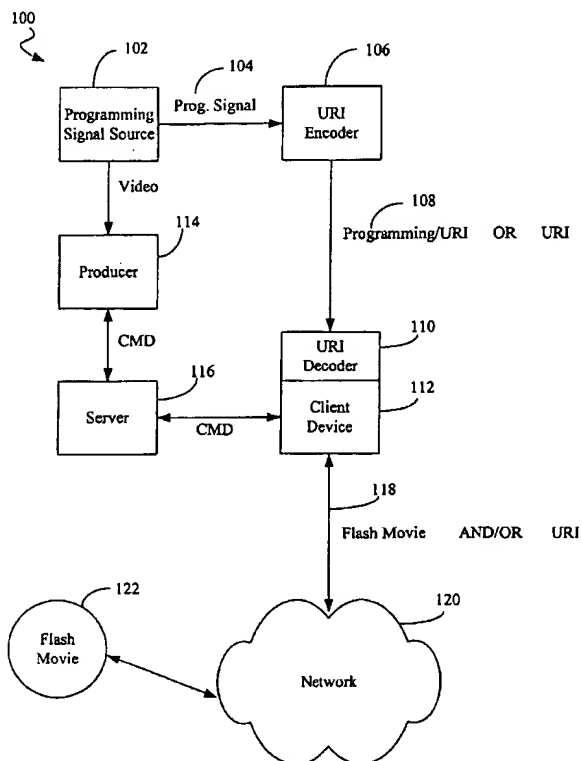 100
102
104
106
Programming
Signal Source
Prog. Signal
URI
Encoder
Video
108
114
Programming/URI OR URI
Producer
110
CMD
URI
Decoder
116
112
Server
Client
Device
CMD
118
Flash Movie AND/OR URI
122
120
Flash
Movie
Network